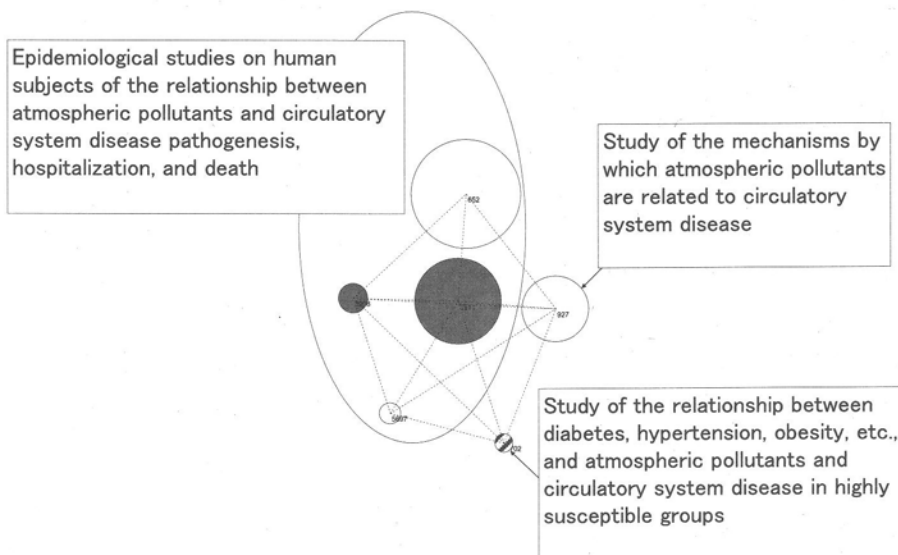 Epidemiological studies on human
subjects of the relationship between
atmospheric pollutants and circulatory
system disease pathogenesis,
hospitalization, and death
Study of the mechanisms by
which atmospheric pollutants
are related to circulatory
system disease
652
927
Study of the relationship between
diabetes, hypertension, obesity, etc.,
and atmospheric pollutants and
circulatory system disease in highly
susceptible groups